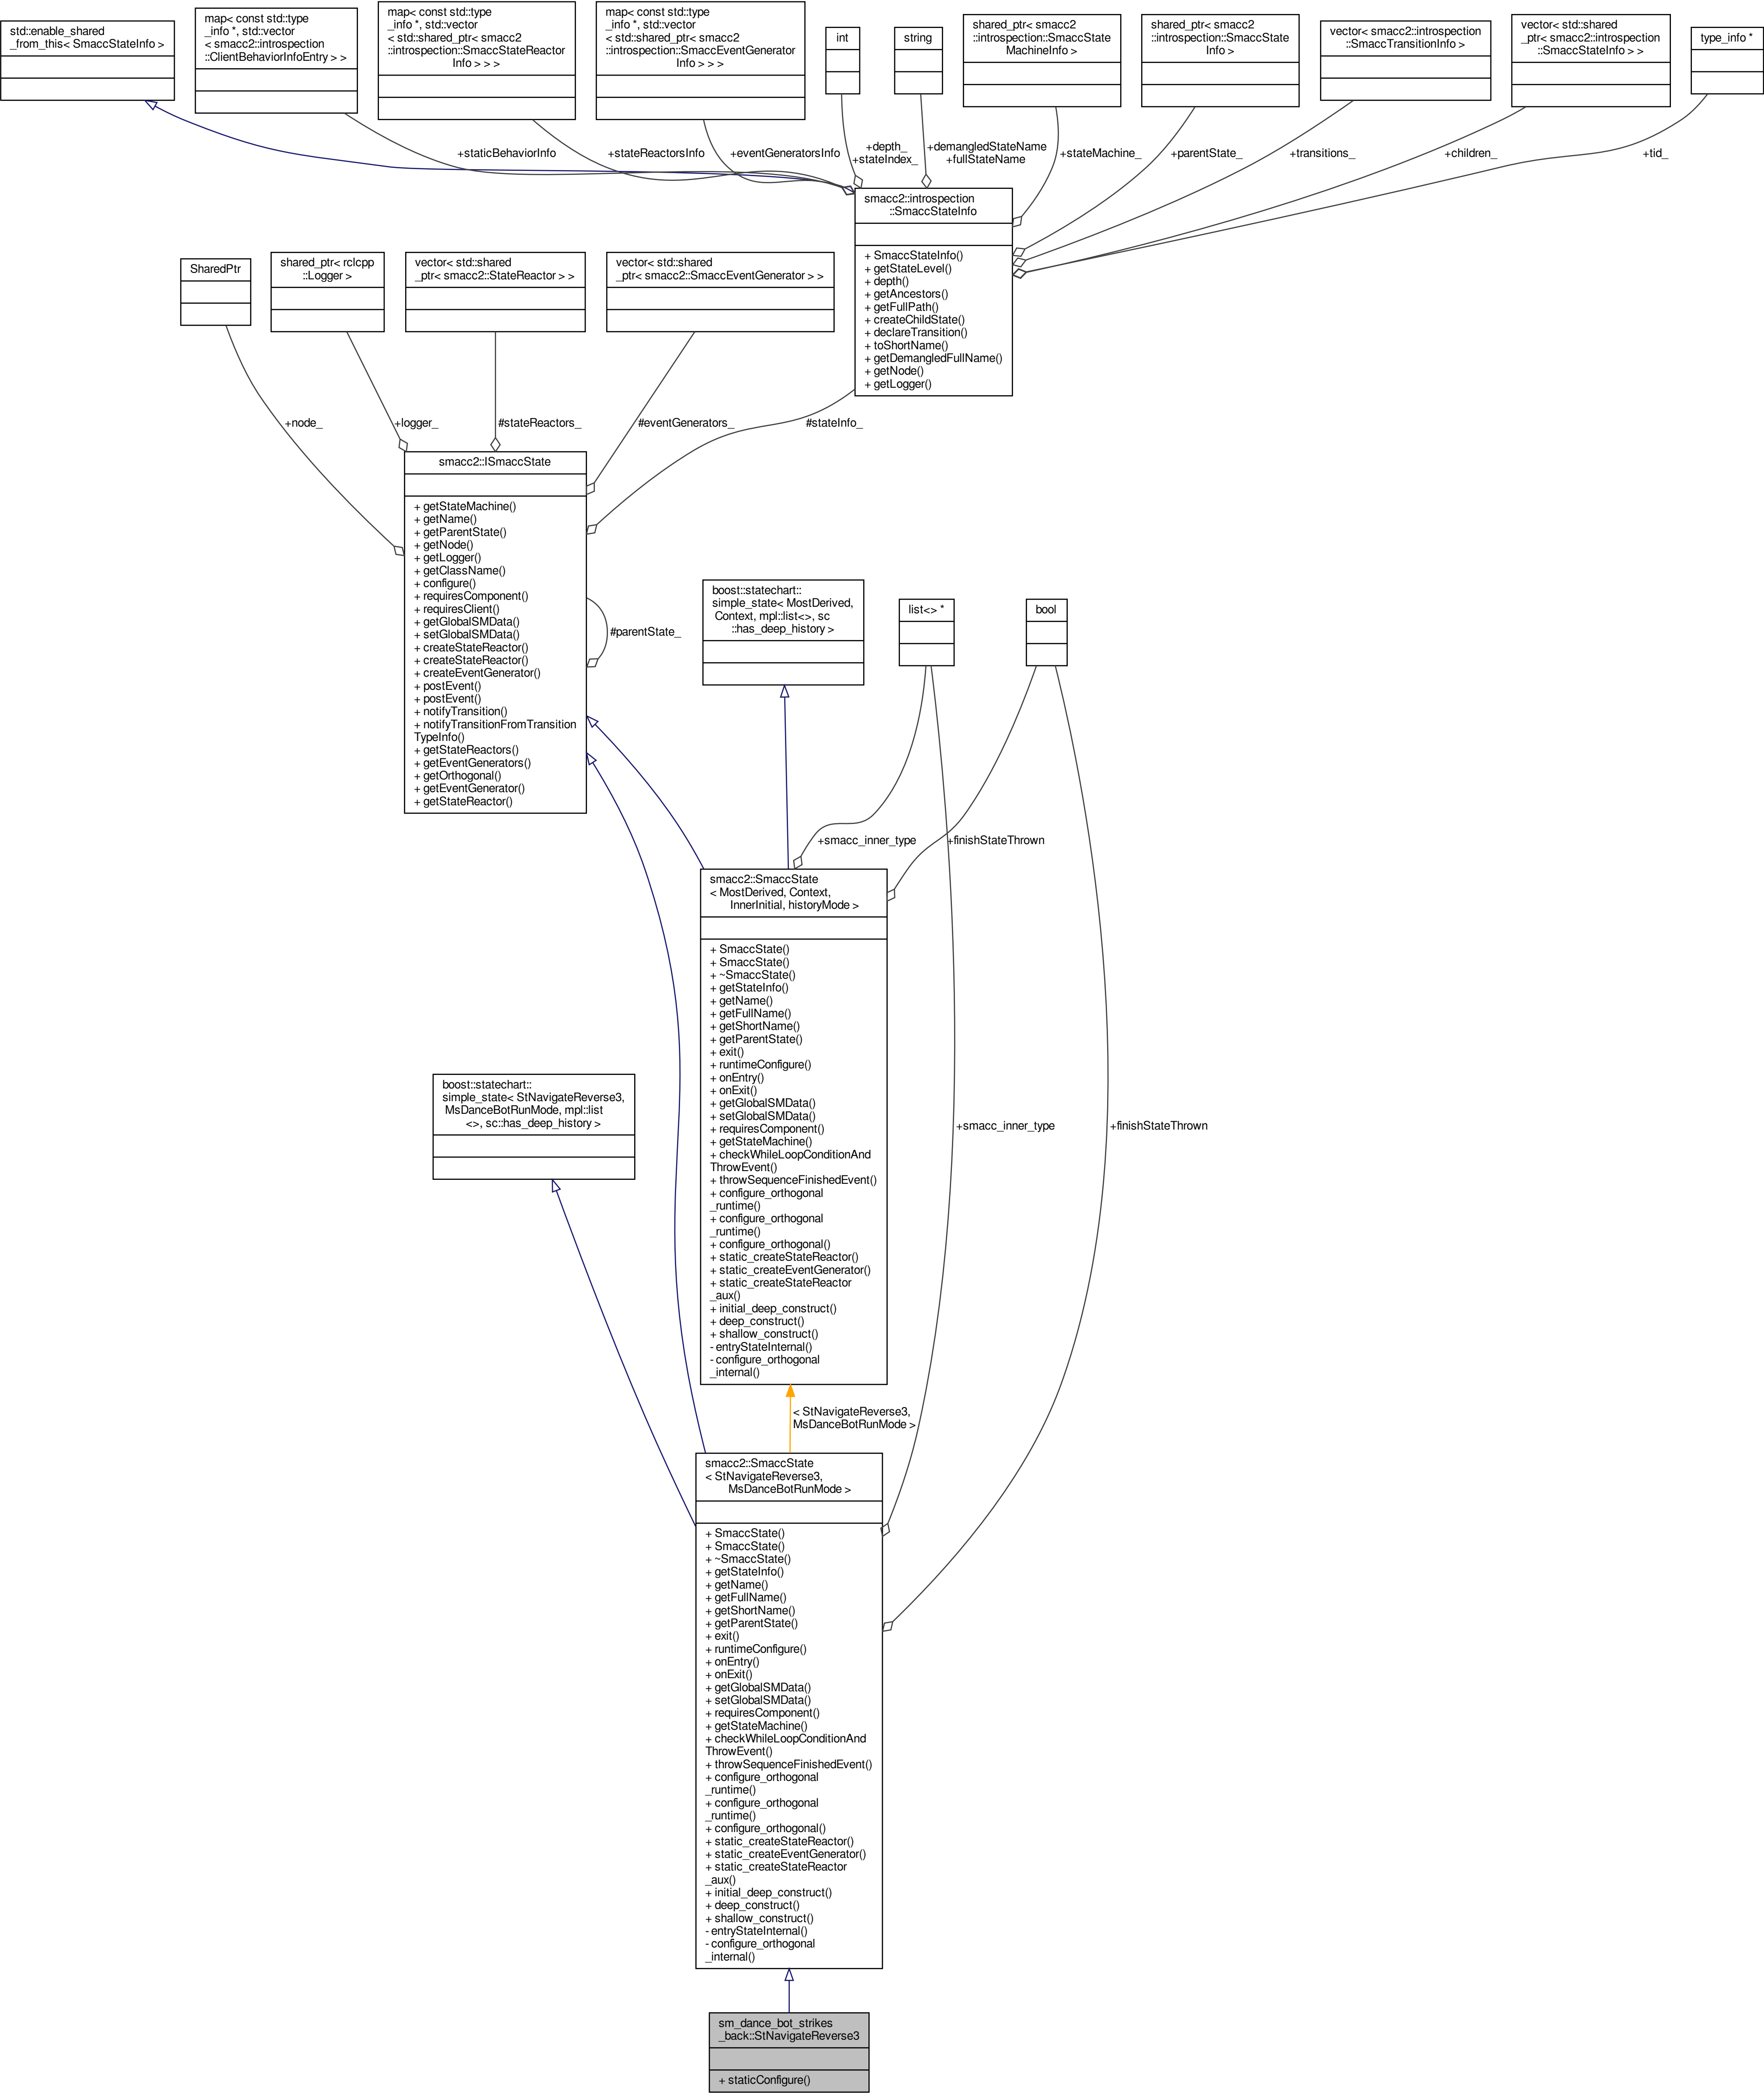 std::enable_shared
_from_this< SmaccStateInfo >
map< const std::type
_info *, std::vector
< smacc2::introspection
::ClientBehaviorInfoEntry > >
map< const std::type
_info *, std::vector
< std::shared_ptr< smacc2
::introspection::SmaccStateReactor
Info > > >
map< const std::type
_info *, std::vector
< std::shared_ptr< smacc2
::introspection::SmaccEventGenerator
Info > > >
int
string
shared_ptr< smacc2
::introspection::SmaccState
MachineInfo >
shared_ptr< smacc2
::introspection::SmaccState
Info >
vector< smacc2::introspection
::SmaccTransitionInfo >
vector< std::shared
_ptr< smacc2::introspection
::SmaccStateInfo > >
type_info *
+staticBehaviorInfo
+stateReactorsInfo
+eventGeneratorsInfo
+depth_
+stateIndex_
+demangledStateName
+fullStateName
+stateMachine_
+parentState_
+transitions_
+children_
+tid_
smacc2::introspection
::SmaccStateInfo
+ SmaccStateInfo()
+ getStateLevel()
+ depth()
+ getAncestors()
+ getFullPath()
+ createChildState()
+ declareTransition()
+ toShortName()
+ getDemangledFullName()
+ getNode()
+ getLogger()
SharedPtr
shared_ptr< rclcpp
::Logger >
vector< std::shared
_ptr< smacc2::StateReactor > >
vector< std::shared
_ptr< smacc2::SmaccEventGenerator > >
+node_
+logger_
#stateReactors_
#eventGenerators_
#stateInfo_
smacc2::ISmaccState
+ getStateMachine()
+ getName()
+ getParentState()
+ getNode()
+ getLogger()
+ getClassName()
+ configure()
+ requiresComponent()
+ requiresClient()
+ getGlobalSMData()
+ setGlobalSMData()
+ createStateReactor()
+ createStateReactor()
+ createEventGenerator()
+ postEvent()
+ postEvent()
+ notifyTransition()
+ notifyTransitionFromTransition
TypeInfo()
+ getStateReactors()
+ getEventGenerators()
+ getOrthogonal()
+ getEventGenerator()
+ getStateReactor()
#parentState_
boost::statechart::
simple_state< MostDerived,
Context, mpl::list<>, sc
::has_deep_history >
list<> *
bool
+smacc_inner_type
+finishStateThrown
smacc2::SmaccState
< MostDerived, Context,
InnerInitial, historyMode >
+ SmaccState()
+ SmaccState()
+ ~SmaccState()
+ getStateInfo()
+ getName()
+ getFullName()
+ getShortName()
+ getParentState()
+ exit()
+ runtimeConfigure()
+ onEntry()
+ onExit()
+ getGlobalSMData()
+ setGlobalSMData()
+ requiresComponent()
+ getStateMachine()
+ checkWhileLoopConditionAnd
ThrowEvent()
+ throwSequenceFinishedEvent()
+ configure_orthogonal
_runtime()
+ configure_orthogonal
_runtime()
+ configure_orthogonal()
+ static_createStateReactor()
+ static_createEventGenerator()
+ static_createStateReactor
_aux()
+ initial_deep_construct()
+ deep_construct()
+ shallow_construct()
- entryStateInternal()
- configure_orthogonal
_internal()
boost::statechart::
simple_state< StNavigateReverse3,
MsDanceBotRunMode, mpl::list
<>, sc::has_deep_history >
+smacc_inner_type
+finishStateThrown
< StNavigateReverse3,
MsDanceBotRunMode >
smacc2::SmaccState
< StNavigateReverse3,
MsDanceBotRunMode >
+ SmaccState()
+ SmaccState()
+ ~SmaccState()
+ getStateInfo()
+ getName()
+ getFullName()
+ getShortName()
+ getParentState()
+ exit()
+ runtimeConfigure()
+ onEntry()
+ onExit()
+ getGlobalSMData()
+ setGlobalSMData()
+ requiresComponent()
+ getStateMachine()
+ checkWhileLoopConditionAnd
ThrowEvent()
+ throwSequenceFinishedEvent()
+ configure_orthogonal
_runtime()
+ configure_orthogonal
_runtime()
+ configure_orthogonal()
+ static_createStateReactor()
+ static_createEventGenerator()
+ static_createStateReactor
_aux()
+ initial_deep_construct()
+ deep_construct()
+ shallow_construct()
- entryStateInternal()
- configure_orthogonal
_internal()
sm_dance_bot_strikes
_back::StNavigateReverse3
+ staticConfigure()